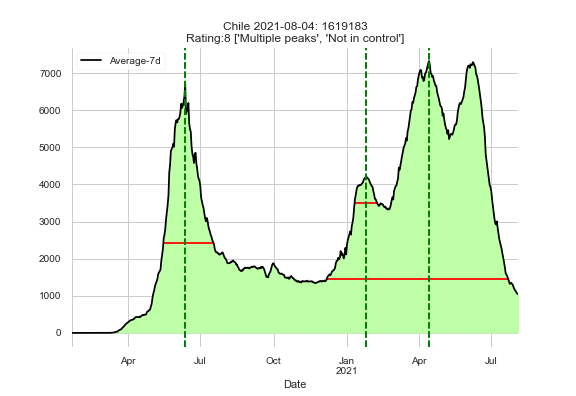 Chile 2021-08-04: 1619183
Rating:8 ['Multiple peaks', 'Not in control']
Average-7d
7000
6000
5000
4000
3000
2000
1000
0
Apr Jul Oct Jan Apr Jul
2021
Date